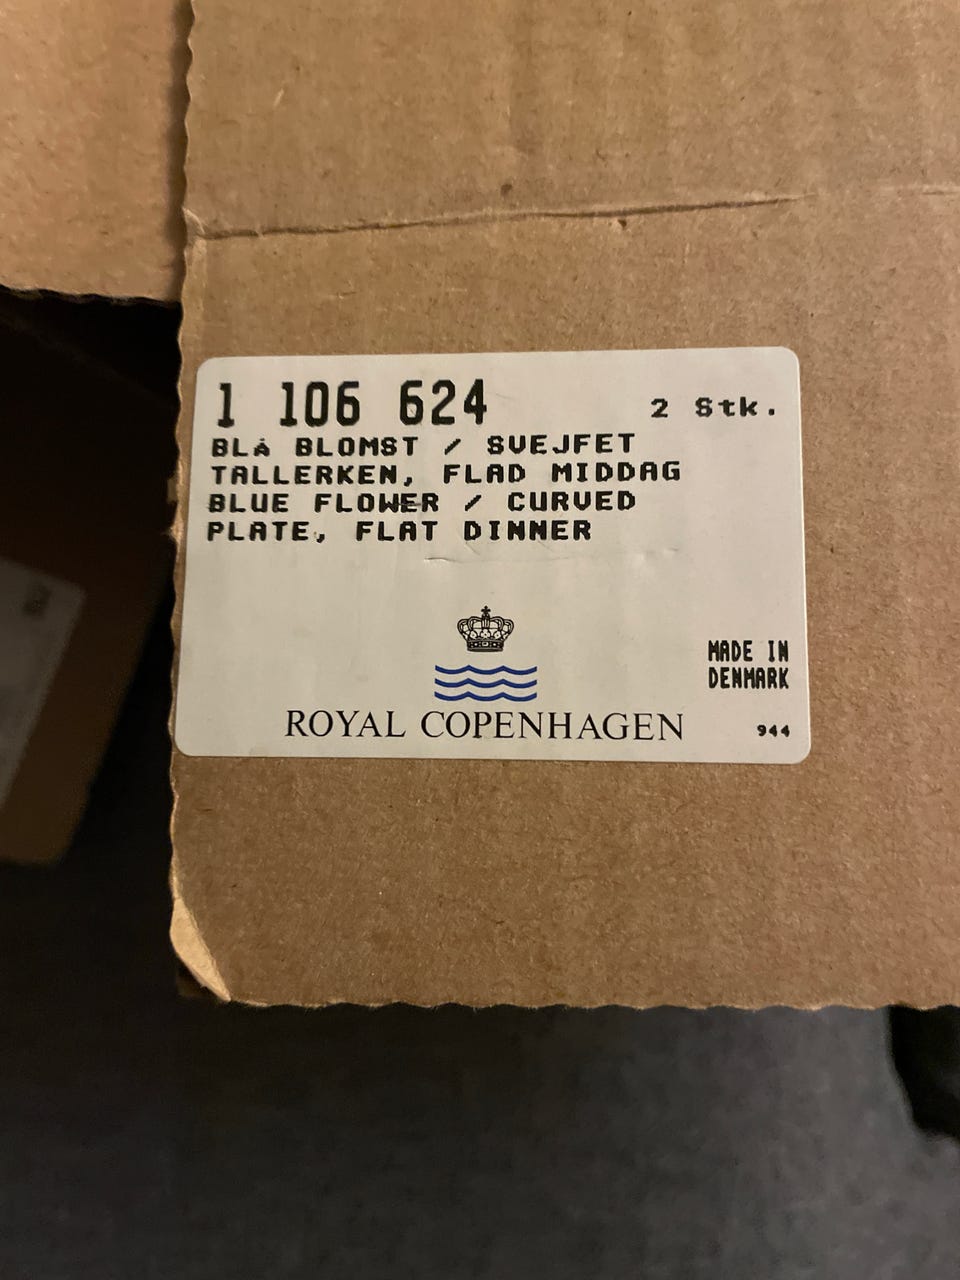 1 106 624 2 Stk.
BLÅ BLOMST / SVEJFET
TALLERKEN, FLAD MIDDAG
BLUE FLOWER / CURVED
PLATE, FLAT DINNER
MADE IN
DENMARK
ROYAL COPENHAGEN
944